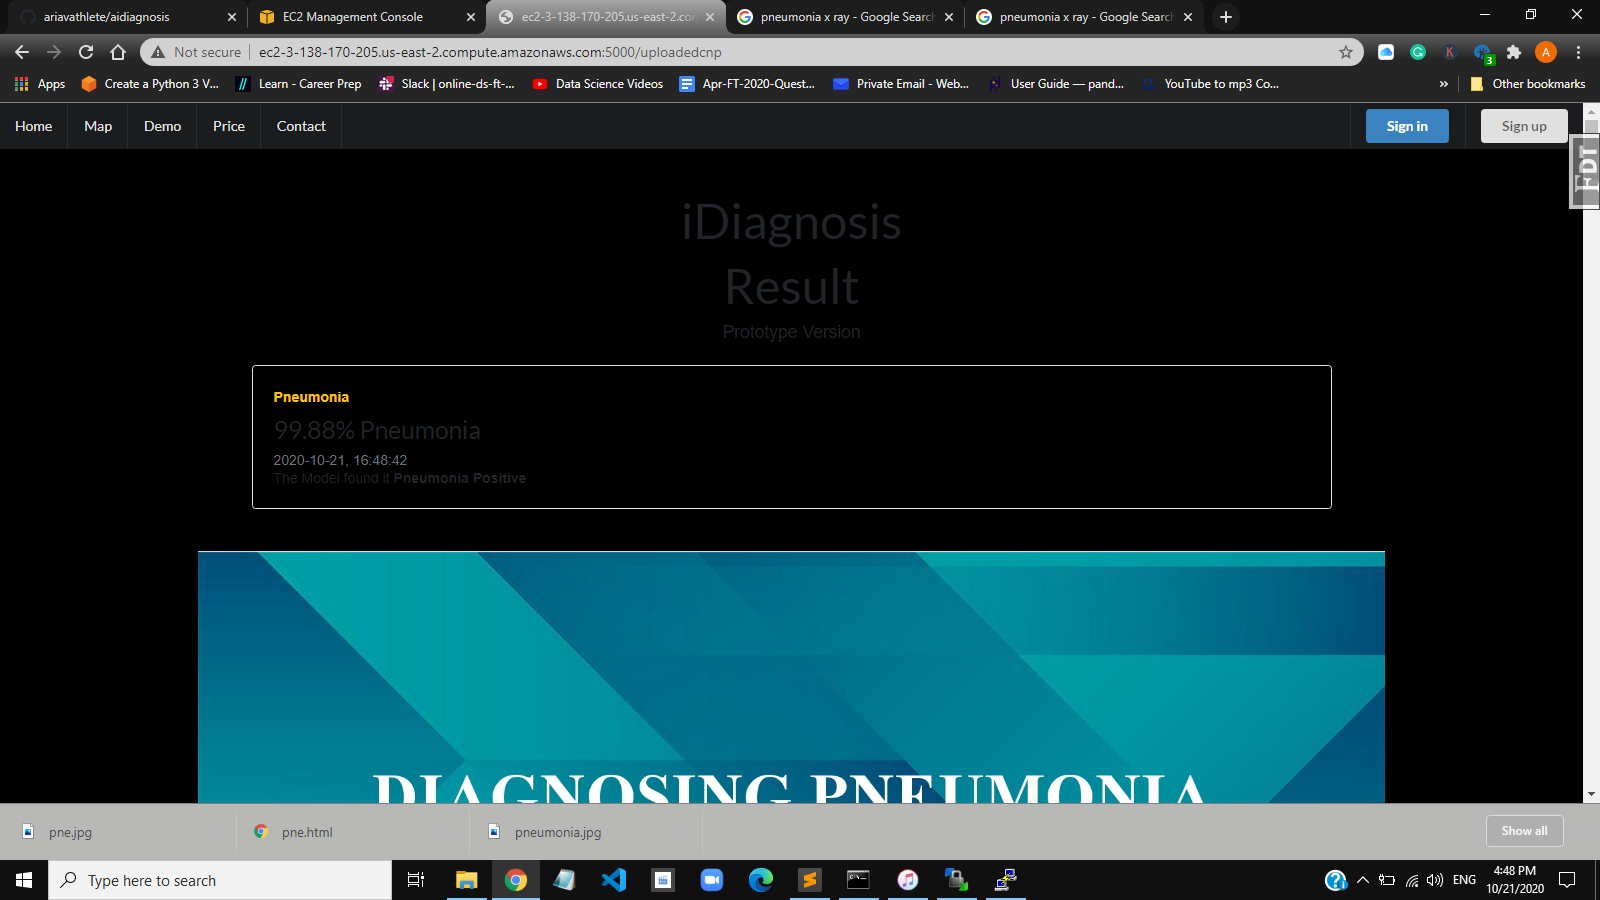 ariavathlete/aidiagnosis
EC2 Management Console
ec2-3-138-170-205.us-east-2.con
pneumonia x ray - Google Search
pneumonia x ray - Google Search
Not secure
ec2-3-138-170-205.us-east-2.compute.amazonaws.com:5000/uploadedcnp
A
K
3
Apps
Create a Python 3 V...
Learn - Career Prep
Slack | online-ds-ft-...
Data Science Videos
Apr-FT-2020-Quest...
Private Email - Web...
User Guide — pand...
YouTube to mp3 Co...
»
Other bookmarks
Home
Map
Demo
Price
Contact
Sign in
Sign up
FDT
iDiagnosis
Result
Prototype Version
Pneumonia
99.88% Pneumonia
2020-10-21, 16:48:42
The Model found it Pneumonia Positive
DIAGNOSING PNEUMONIA
pne.jpg
pne.html
pneumonia.jpg
Show all
Type here to search
ENG
4:48 PM
10/21/2020